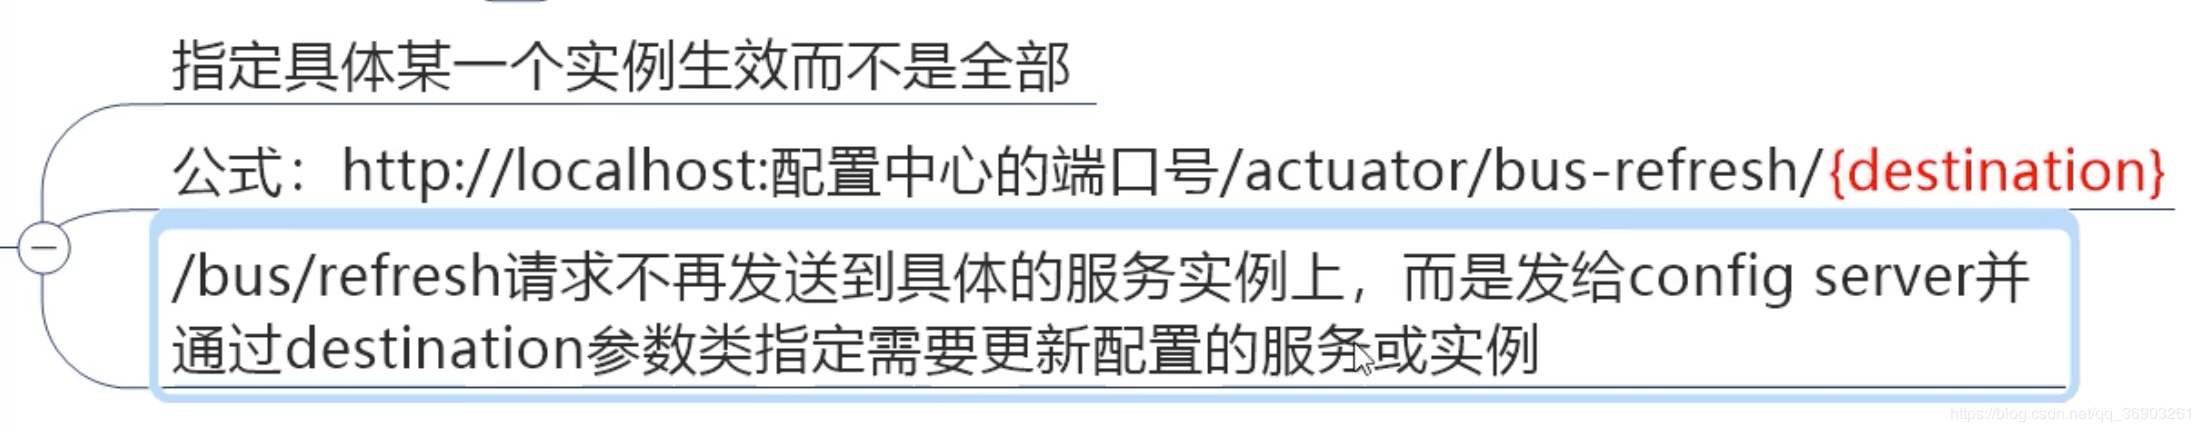 指定具体某一个实例生效而不是全部
公式：http://localhost:配置中心的端口号/actuator/bus-refresh/{destination}
/bus/refresh请求不再发送到具体的服务实例上，而是发给config server并
通过destination参数类指定需要更新配置的服务或实例
https://blog.csdn.net/qq_36903261